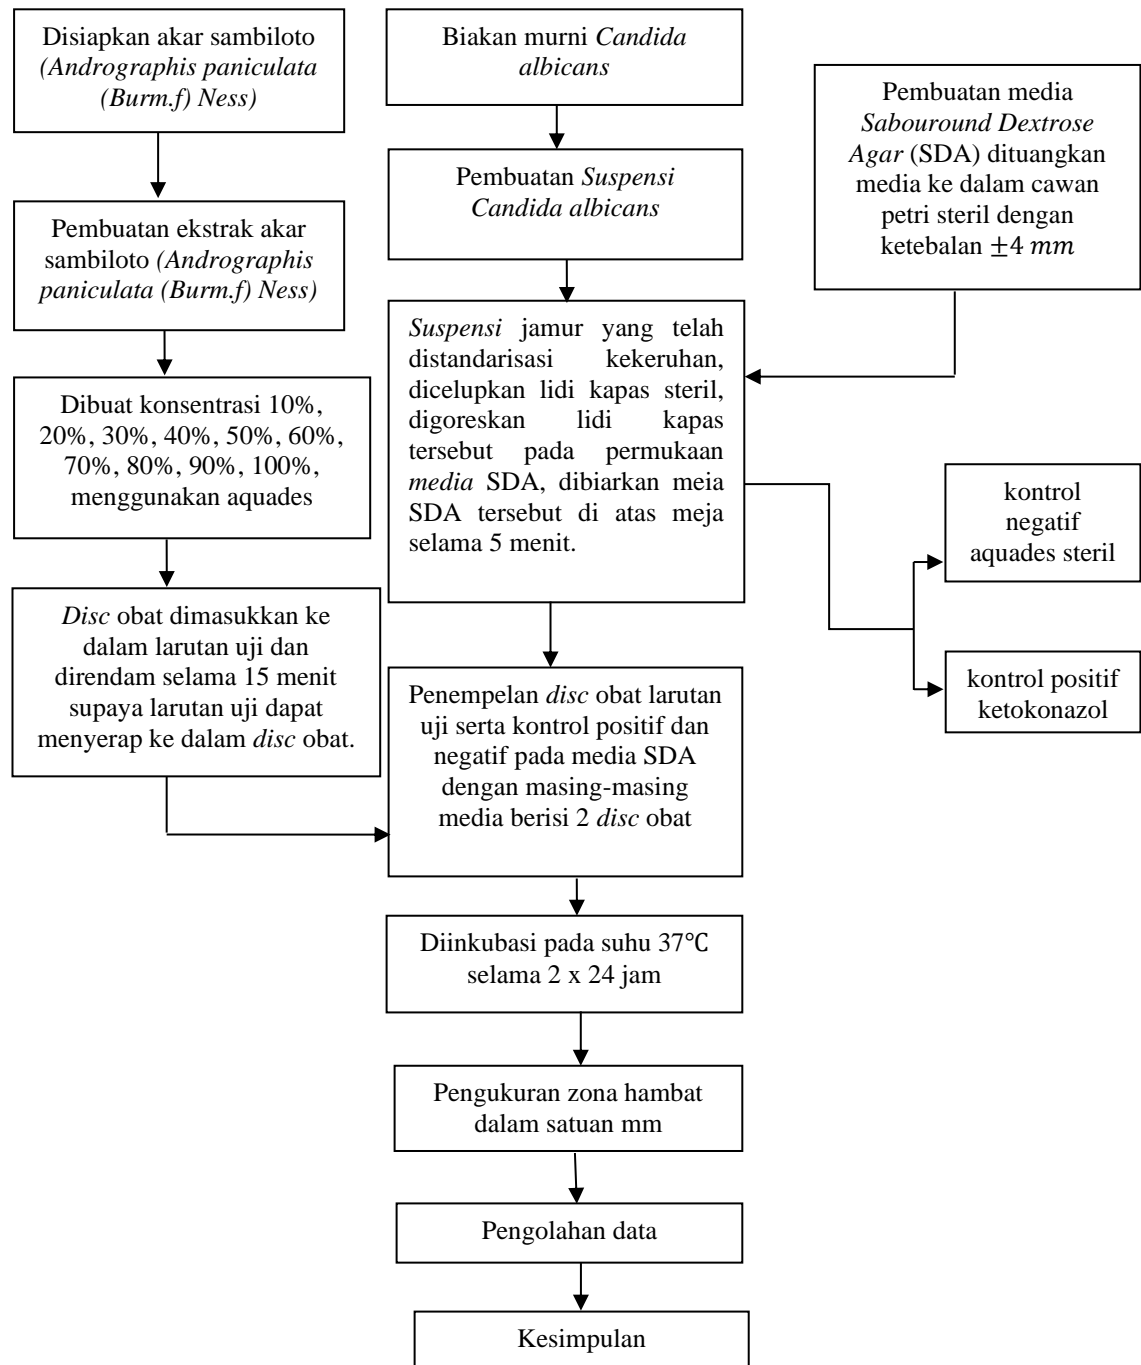 Disiapkan akar sambiloto
(Andrographis paniculata
(Burm.f) Ness)
Pembuatan ekstrak akar
sambiloto (Andrographis
paniculata (Burm.f) Ness)
Dibuat konsentrasi 10%,
20%, 30%, 40%, 50%, 60%,
70%, 80%, 90%, 100%,
menggunakan aquades
Disc obat dimasukkan ke
dalam larutan uji dan
direndam selama 15 menit
supaya larutan uji dapat
menyerap ke dalam disc obat.
Biakan murni Candida
albicans
Pembuatan Suspensi
Candida albicans
Suspensi jamur yang telah
distandarisasi kekeruhan,
dicelupkan lidi kapas steril,
digoreskan lidi kapas
tersebut pada permukaan
media SDA, dibiarkan meia
SDA tersebut di atas meja
selama 5 menit.
Pembuatan media
Sabouround Dextrose
Agar (SDA) dituangkan
media ke dalam cawan
petri steril dengan
ketebalan ±4 mm
kontrol
negatif
aquades steril
kontrol positif
ketokonazol
Penempelan disc obat larutan
uji serta kontrol positif dan
negatif pada media SDA
dengan masing-masing
media berisi 2 disc obat
Diinkubasi pada suhu 37℃
selama 2 x 24 jam
Pengukuran zona hambat
dalam satuan mm
Pengolahan data
Kesimpulan